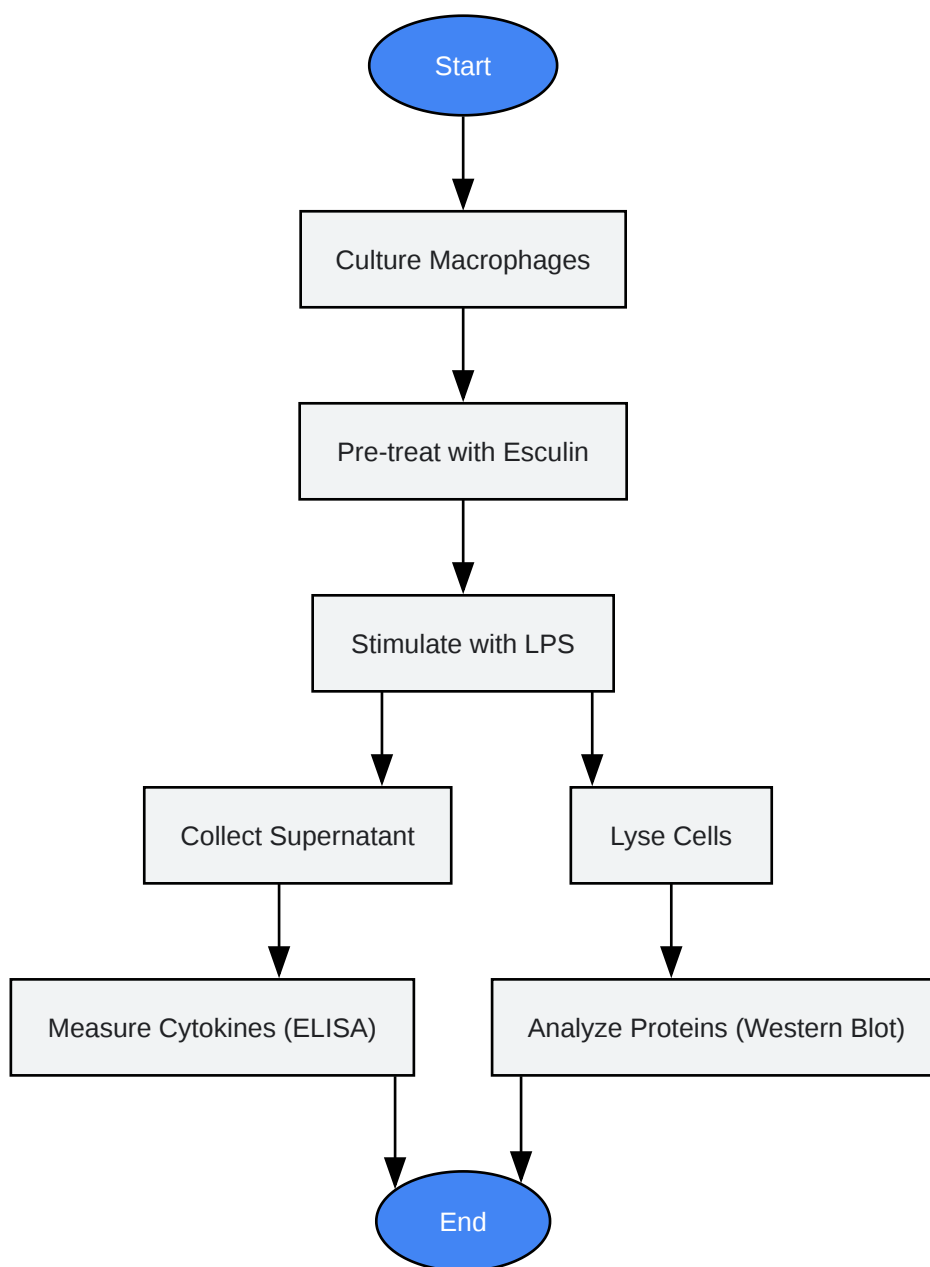 Start
Culture Macrophages
Pre-treat with Esculin
Stimulate with LPS
Collect Supernatant
Lyse Cells
Measure Cytokines (ELISA)
Analyze Proteins (Western Blot)
End